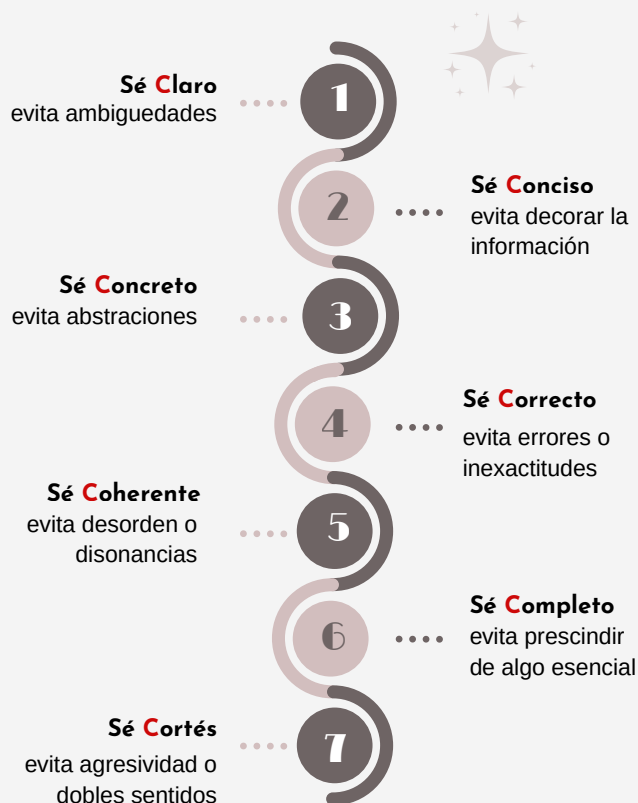 1
Sé Claro
evita ambiguedades
2
Sé Conciso
evita decorar la
información
3
Sé Concreto
evita abstraciones
4
Sé Correcto
evita errores o
inexactitudes
5
Sé Coherente
evita desorden o
disonancias
6
Sé Completo
evita prescindir
de algo esencial
7
Sé Cortés
evita agresividad o
dobles sentidos